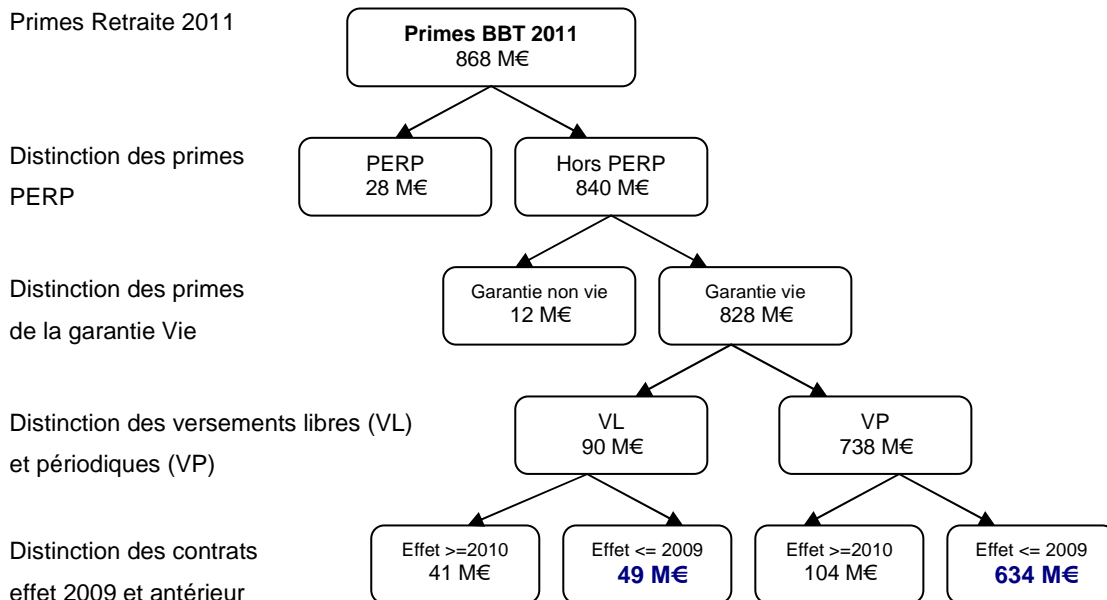 Primes Retraite 2011
Primes BBT 2011
868 M€
Distinction des primes
PERP
PERP
28 M€
Hors PERP
840 M€
Distinction des primes
de la garantie Vie
Garantie non vie
12 M€
Garantie vie
828 M€
Distinction des versements libres (VL)
et périodiques (VP)
VL
90 M€
VP
738 M€
Distinction des contrats
effet 2009 et antérieur
Effet >=2010
41 M€
Effet <= 2009
49 M€
Effet >=2010
104 M€
Effet <= 2009
634 M€